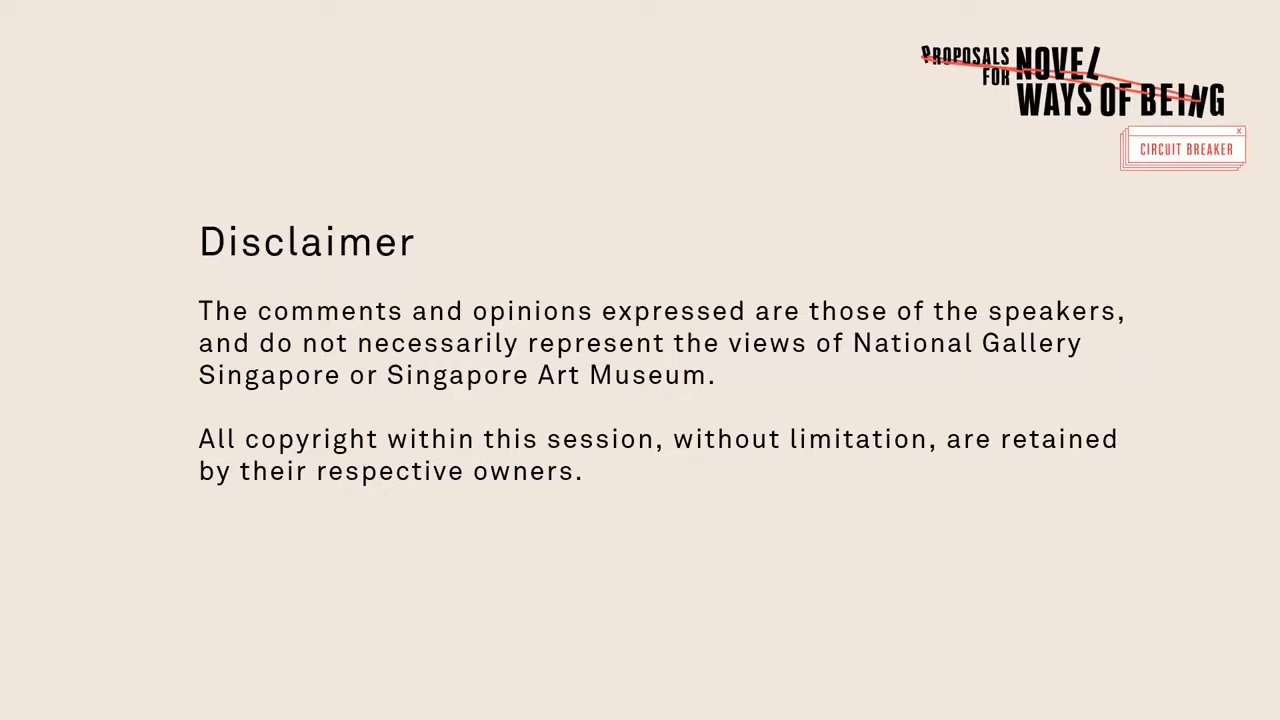 PROPOSALS
FOR
NOVEL
WAYS OF BEING
x
CIRCUIT BREAKER
Disclaimer
The comments and opinions expressed are those of the speakers,
and do not necessarily represent the views of National Gallery
Singapore or Singapore Art Museum.
All copyright within this session, without limitation, are retained
by their respective owners.